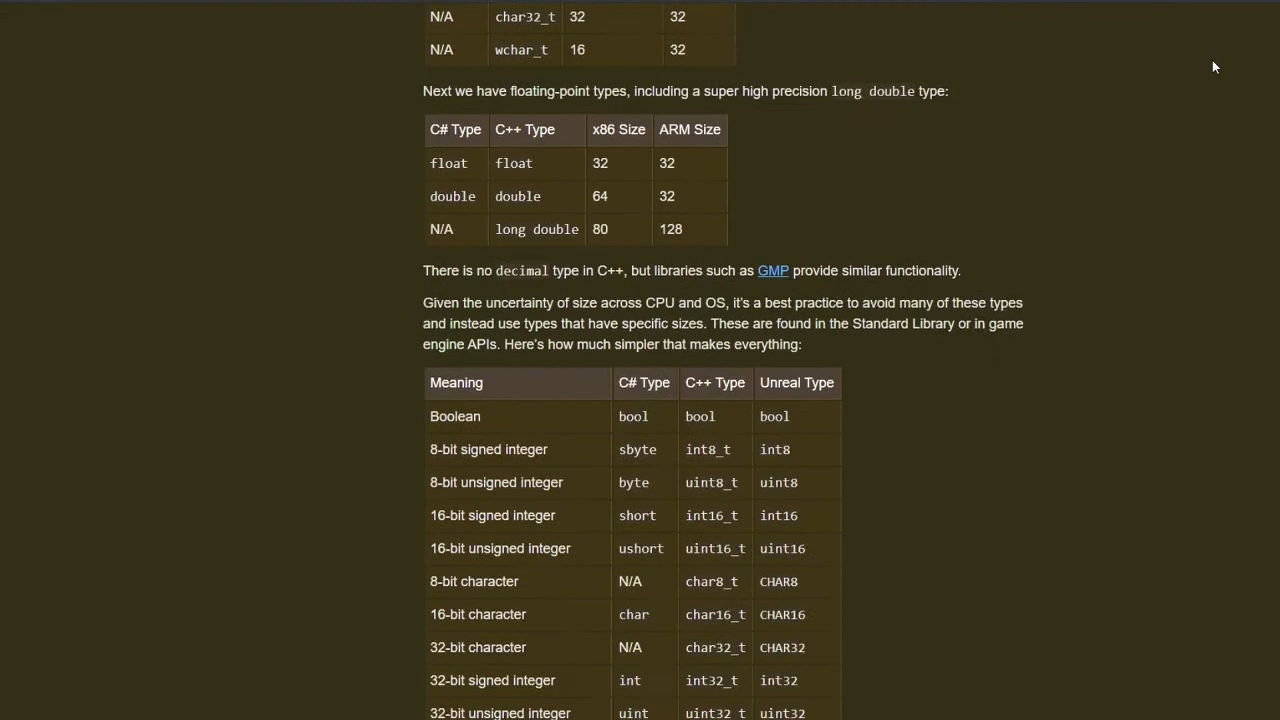 N/A char32_t 32 32
N/A wchar_t 16 32
Next we have floating-point types, including a super high precision long double type:
C# Type C++ Type x86 Size ARM Size
float float 32 32
double double 64 32
N/A long double 80 128
There is no decimal type in C++, but libraries such as GMP provide similar functionality.
Given the uncertainty of size across CPU and OS, it's a best practice to avoid many of these types
and instead use types that have specific sizes. These are found in the Standard Library or in game
engine APIs. Here's how much simpler that makes everything:
Meaning C# Type C++ Type Unreal Type
Boolean bool bool bool
8-bit signed integer sbyte int8_t int8
8-bit unsigned integer byte uint8_t uint8
16-bit signed integer short int16_t int16
16-bit unsigned integer ushort uint16_t uint16
8-bit character N/A char8_t CHAR8
16-bit character char char16_t CHAR16
32-bit character N/A char32_t CHAR32
32-bit signed integer int int32_t int32
32-bit unsigned integer uint uint32_t uint32